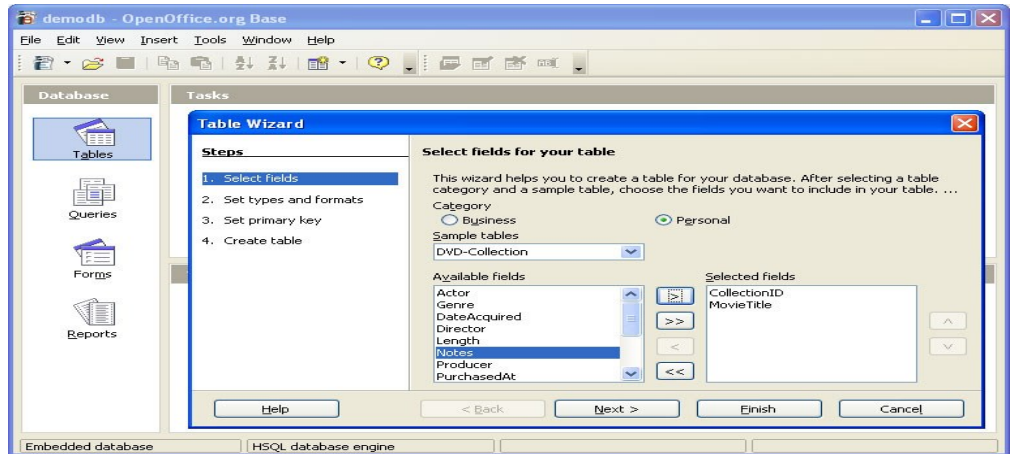 demodb - OpenOffice.org Base
File Edit View Insert Tools Window Help
Database
Tasks
Tables
Queries
Forms
Reports
Table Wizard
Steps
1. Select fields
2. Set types and formats
3. Set primary key
4. Create table
Select fields for your table
This wizard helps you to create a table for your database. After selecting a table
category and a sample table, choose the fields you want to include in your table. ...
Category
Business
Personal
Sample tables
DVD-Collection
Available fields
Actor
Genre
DateAcquired
Director
Length
Notes
Producer
PurchasedAt
>
>>
<
<<
Selected fields
CollectionID
MovieTitle
Help
< Back
Next >
Finish
Cancel
Embedded database
HSQL database engine